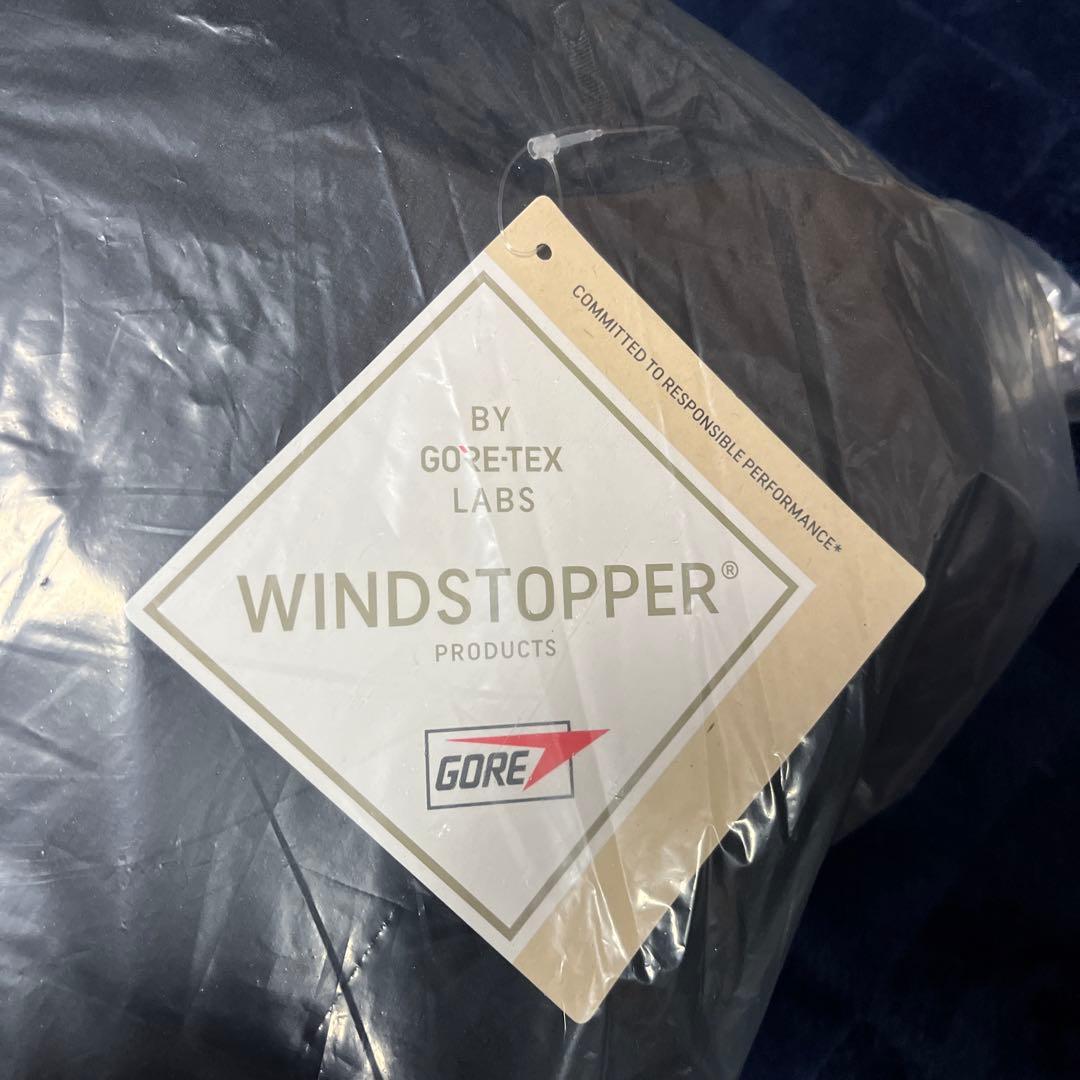 COMMITTED TO RESPONSIBLE PERFORMANCE*
BY
GORE-TEX
LABS
WINDSTOPPER®
PRODUCTS
GORE